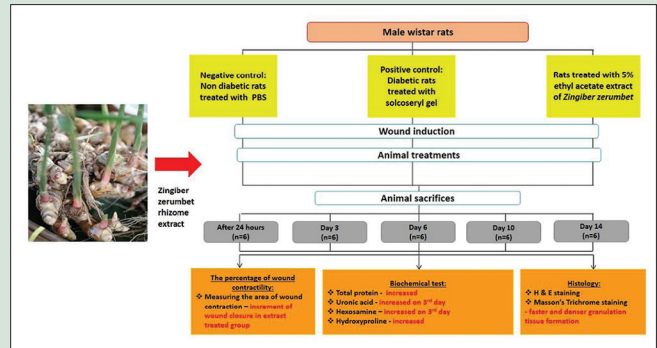 Male wistar rats
Negative control:
Non diabetic rats
treated with PBS
Positive control:
Diabetic rats
treated with
solcoseryl gel
Rats treated with 5%
ethyl acetate extract
of Zingiber zerumbet
Wound induction
Animal treatments
Zingiber
zerumbet
rhizome
extract
Animal sacrifices
After 24 hours
(n=6)
Day 3
(n=6)
Day 6
(n=6)
Day 10
(n=6)
Day 14
(n=6)
The percentage of wound
contractility:
❖ Measuring the area of wound
contraction – increment of
wound closure in extract
treated group
Biochemical test:
❖ Total protein - increased
❖ Uronic acid - increased on 3rd day
❖ Hexosamine – increased on 3rd day
❖ Hydroxyproline - increased
Histology:
❖ H & E staining
❖ Masson's Trichrome staining
- faster and denser granulation
tissue formation